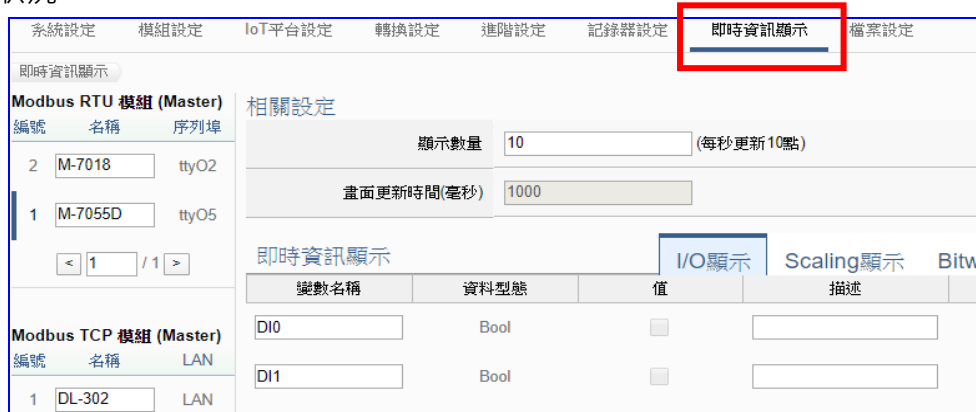 系統設定 模組設定 IoT平台設定 轉換設定 進階設定 記錄器設定 即時資訊顯示 檔案設定
即時資訊顯示
Modbus RTU 模組 (Master)
編號 名稱 序列埠
2 M-7018 ttyO2
1 M-7055D ttyO5
< 1 / 1 >
Modbus TCP 模組 (Master)
編號 名稱 LAN
1 DL-302 LAN
相關設定
顯示數量 10 (每秒更新10點)
畫面更新時間(毫秒) 1000
即時資訊顯示 I/O顯示 Scaling顯示 Bitw
變數名稱 資料型態 值 描述
DI0 Bool
DI1 Bool